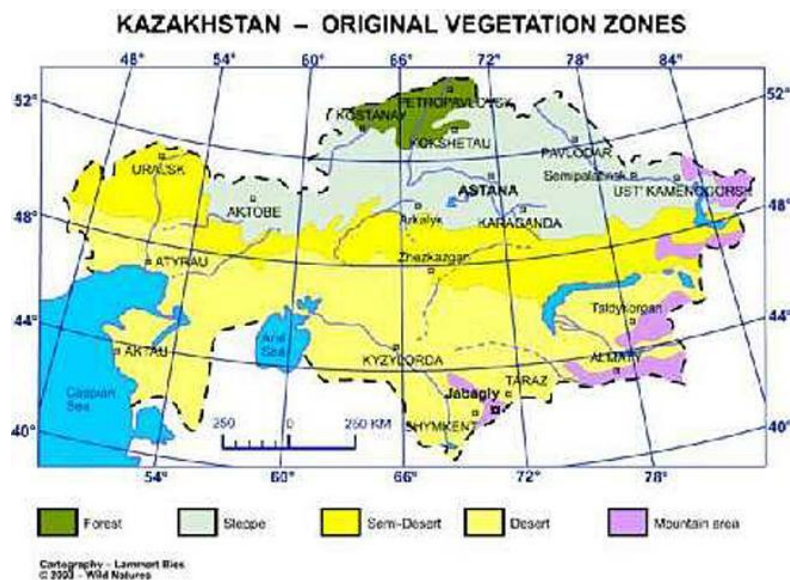 KAZAKHSTAN – ORIGINAL VEGETATION ZONES
48° 54° 60° 66° 72° 78° 84°
52° 52°
PETROPAVLOVSK
KOSTANAY
KOKSHETAU
PAVLODAR
URALSK
Semipalatinsk
ASTANA
UST' KAMENOGORSK
AKTOBE
48° 48°
Arkalyk
KARAGANDA
ATYRAU
Zhezkazgan
Taldykorgan
44° 44°
Aral
Sea
AKTAU
KYZYLORDA
ALMATY
TARAZ
Caspian
Sea
Jabagly
SHYMKENT
250 0 250 KM
40° 40°
54° 60° 66° 72° 78°
Forest Steppe Semi-Desert Desert Mountain area
Cartography – Lammert Bies
© 2003 – Wild Natures